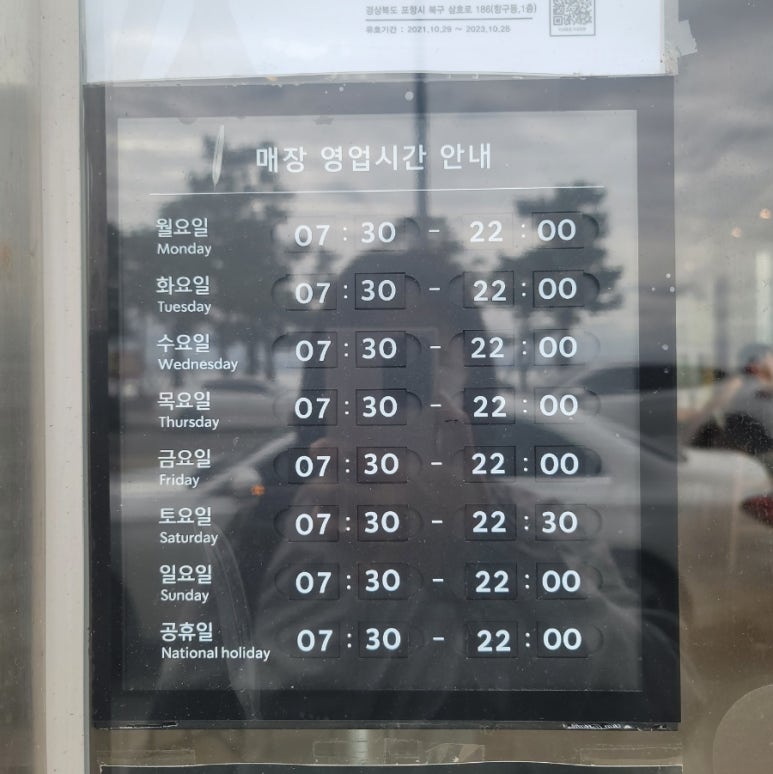 경상북도 포항시 북구 삼호로 186(항구동,1층)
유효기간 : 2021.10.29 ~ 2023.10.28
매장 영업시간 안내
월요일 07 : 30 - 22 : 00
Monday
화요일 07 : 30 - 22 : 00
Tuesday
수요일 07 : 30 - 22 : 00
Wednesday
목요일 07 : 30 - 22 : 00
Thursday
금요일 07 : 30 - 22 : 00
Friday
토요일 07 : 30 - 22 : 30
Saturday
일요일 07 : 30 - 22 : 00
Sunday
공휴일 07 : 30 - 22 : 00
National holiday